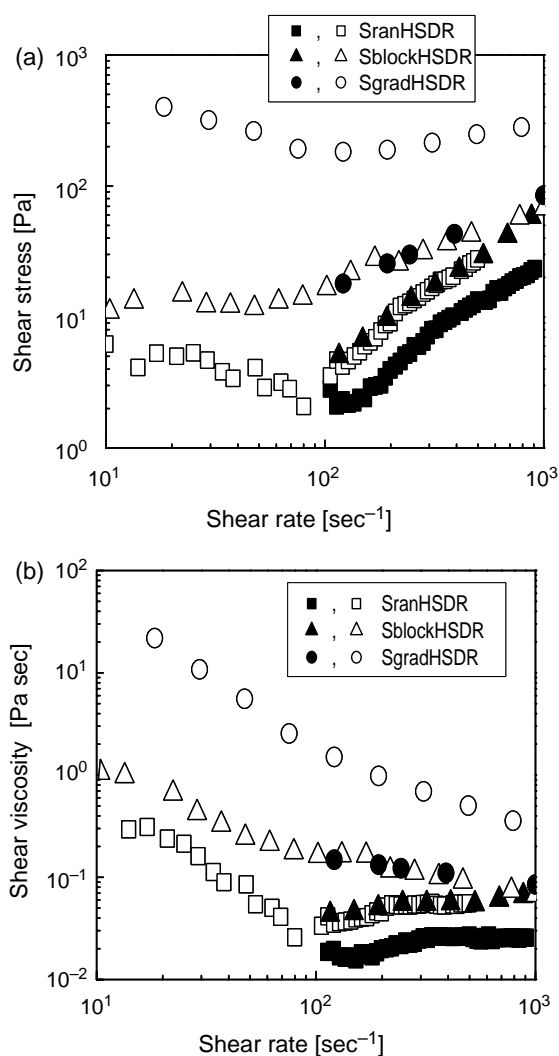 (a)
, SranHSDR
, SblockHSDR
, SgradHSDR
10³
10²
10¹
10⁰
Shear stress [Pa]
10¹ 10² 10³
Shear rate [sec⁻¹]
(b)
, SranHSDR
, SblockHSDR
, SgradHSDR
10²
10¹
10⁰
10⁻¹
10⁻²
Shear viscosity [Pa sec]
10¹ 10² 10³
Shear rate [sec⁻¹]